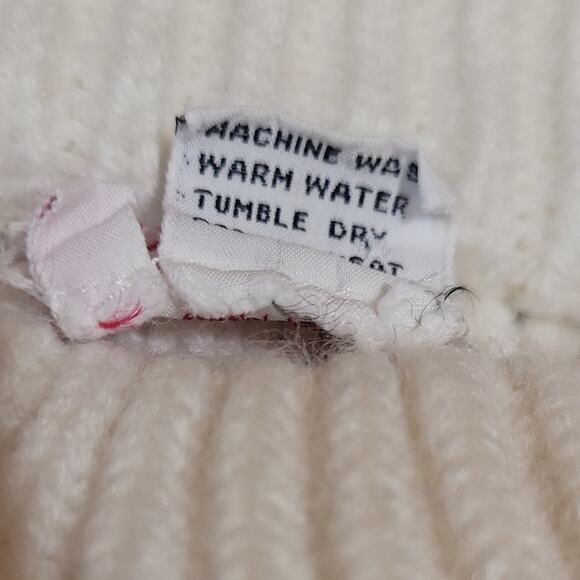 MACHINE WAS
WARM WATER
TUMBLE DRY